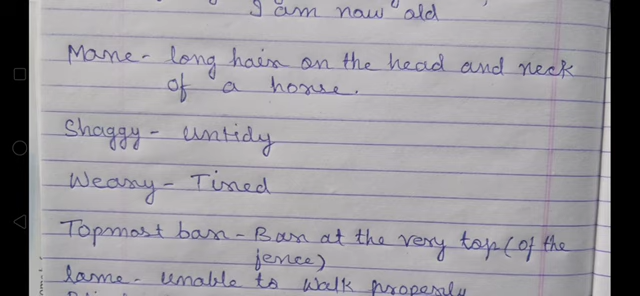 I am now old
Mane - long hair on the head and neck
of a horse.
Shaggy - untidy
Weary - Tired
Topmost bar - Bar at the very top (of the
fence)
lame - unable to walk properly